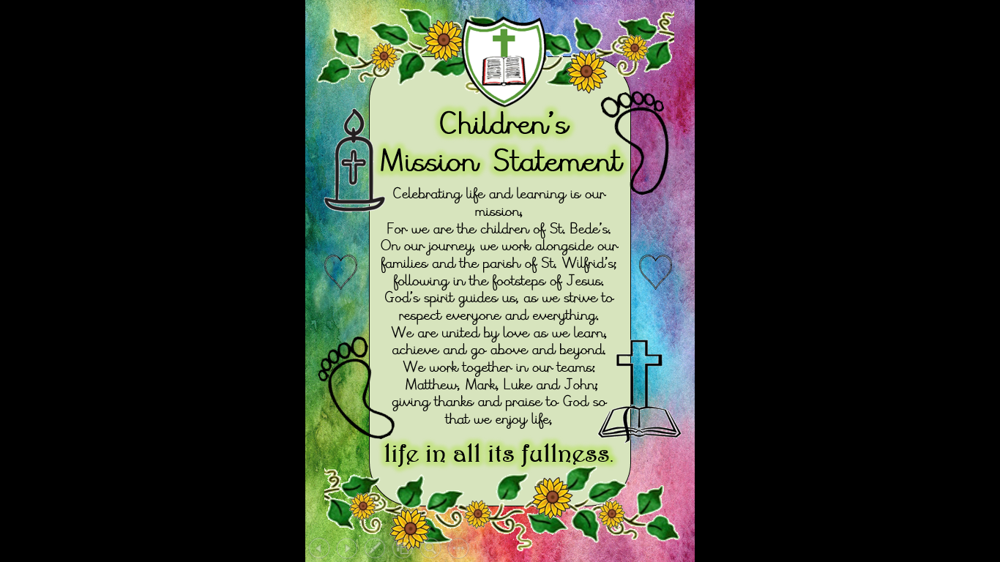 Children's
Mission Statement
Celebrating life and learning is our
mission,
For we are the children of St. Bede's.
On our journey, we work alongside our
families and the parish of St. Wilfrid's;
following in the footsteps of Jesus.
God's spirit guides us, as we strive to
respect everyone and everything.
We are united by love as we learn,
achieve and go above and beyond.
We work together in our teams:
Matthew, Mark, Luke and John;
giving thanks and praise to God so
that we enjoy life,
life in all its fullness.